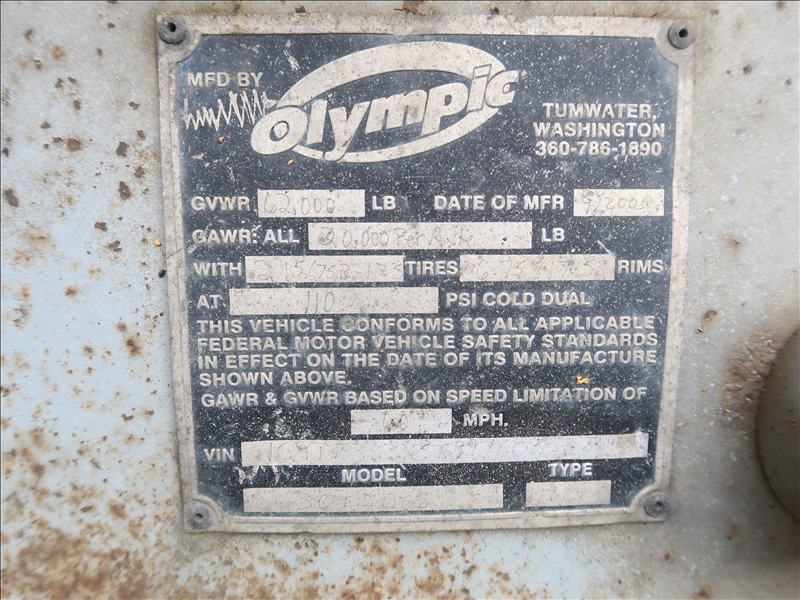 MFD BY
Olympic
TUMWATER,
WASHINGTON
360-786-1890
GVWR 62,000 LB DATE OF MFR
GAWR: ALL 20,000 Per Axle LB
WITH TIRES RIMS
AT 110 PSI COLD DUAL
THIS VEHICLE CONFORMS TO ALL APPLICABLE
FEDERAL MOTOR VEHICLE SAFETY STANDARDS
IN EFFECT ON THE DATE OF ITS MANUFACTURE
SHOWN ABOVE.
GAWR & GVWR BASED ON SPEED LIMITATION OF
MPH.
VIN
MODEL TYPE